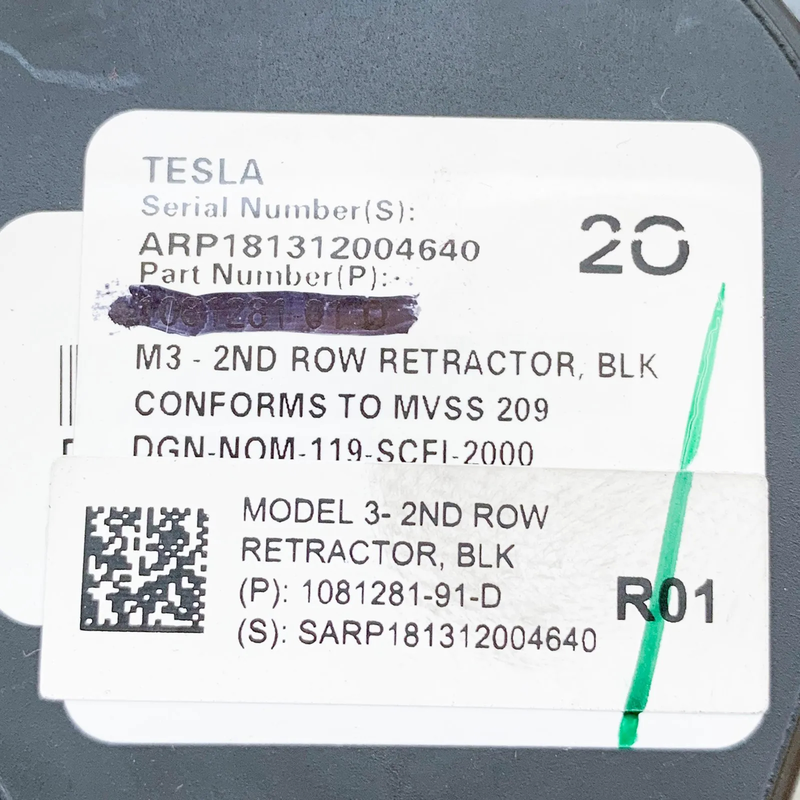 TESLA
Serial Number(S):
20
ARP181312004640
Part Number(P):
M3 - 2ND ROW RETRACTOR, BLK
CONFORMS TO MVSS 209
DGN-NOM-119-SCFI-2000
MODEL 3- 2ND ROW
RETRACTOR, BLK
(P): 1081281-91-D
R01
(S): SARP181312004640